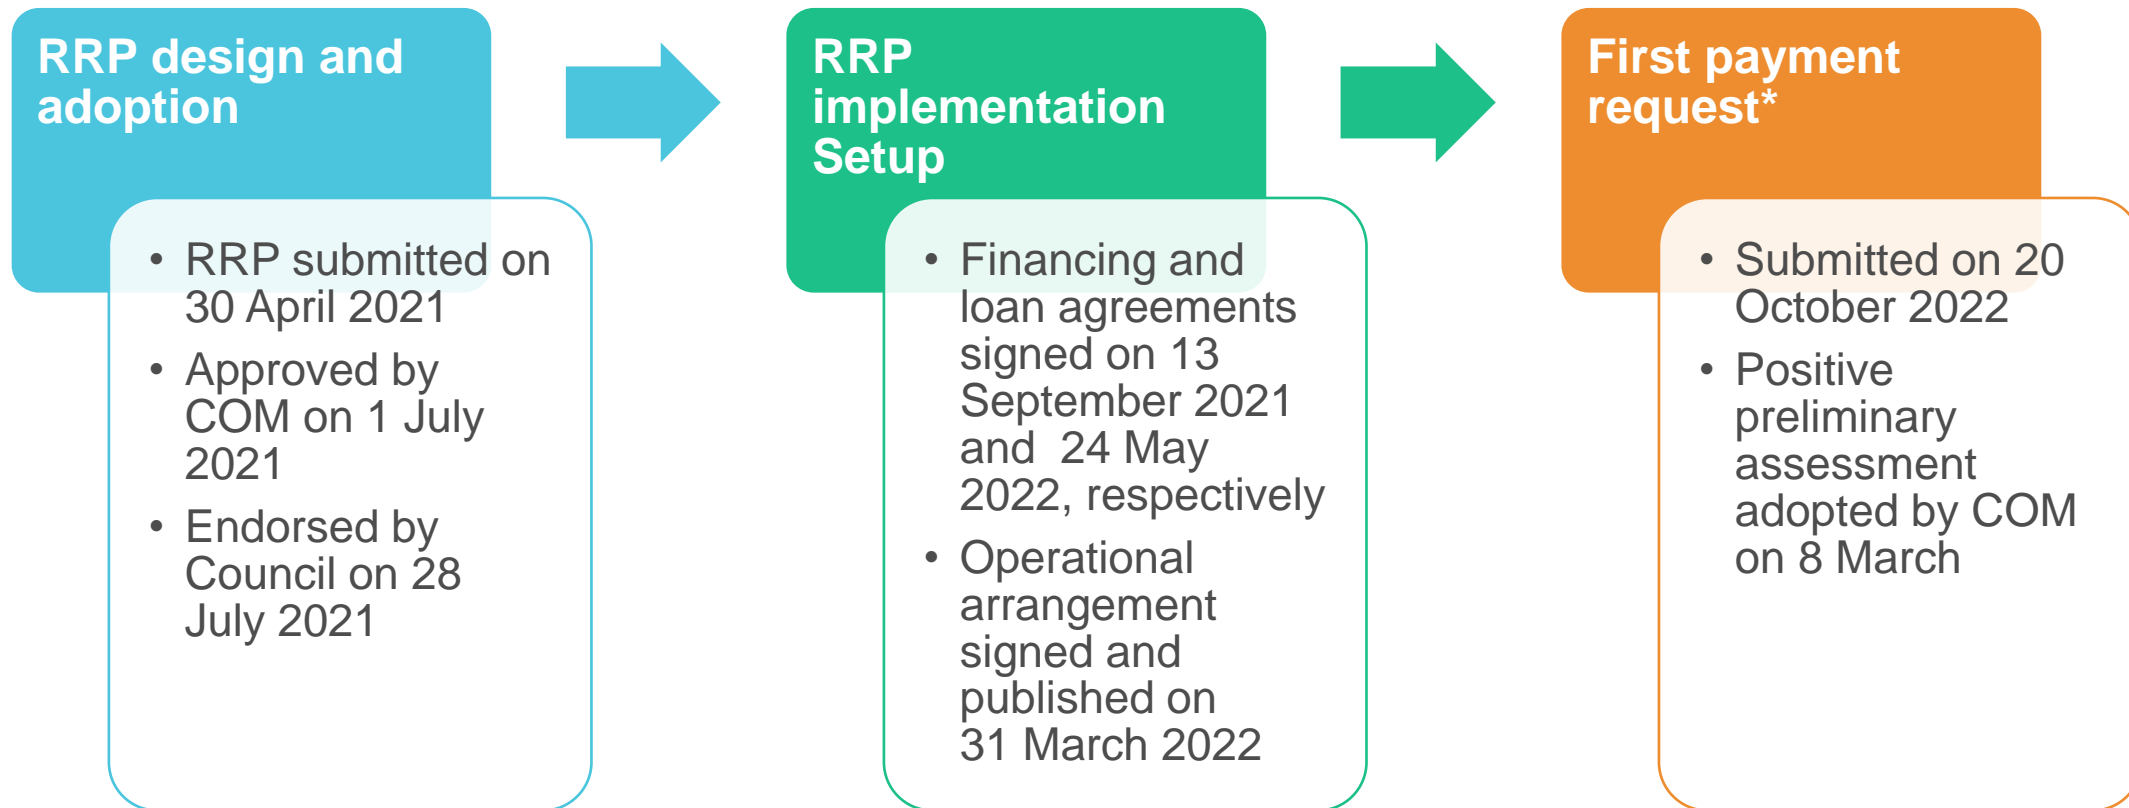 RRP design and
adoption
• RRP submitted on
30 April 2021
• Approved by
COM on 1 July
2021
• Endorsed by
Council on 28
July 2021
RRP
implementation
Setup
• Financing and
loan agreements
signed on 13
September 2021
and  24 May
2022, respectively
• Operational
arrangement
signed and
published on
31 March 2022
First payment
request*
• Submitted on 20
October 2022
• Positive
preliminary
assessment
adopted by COM
on 8 March